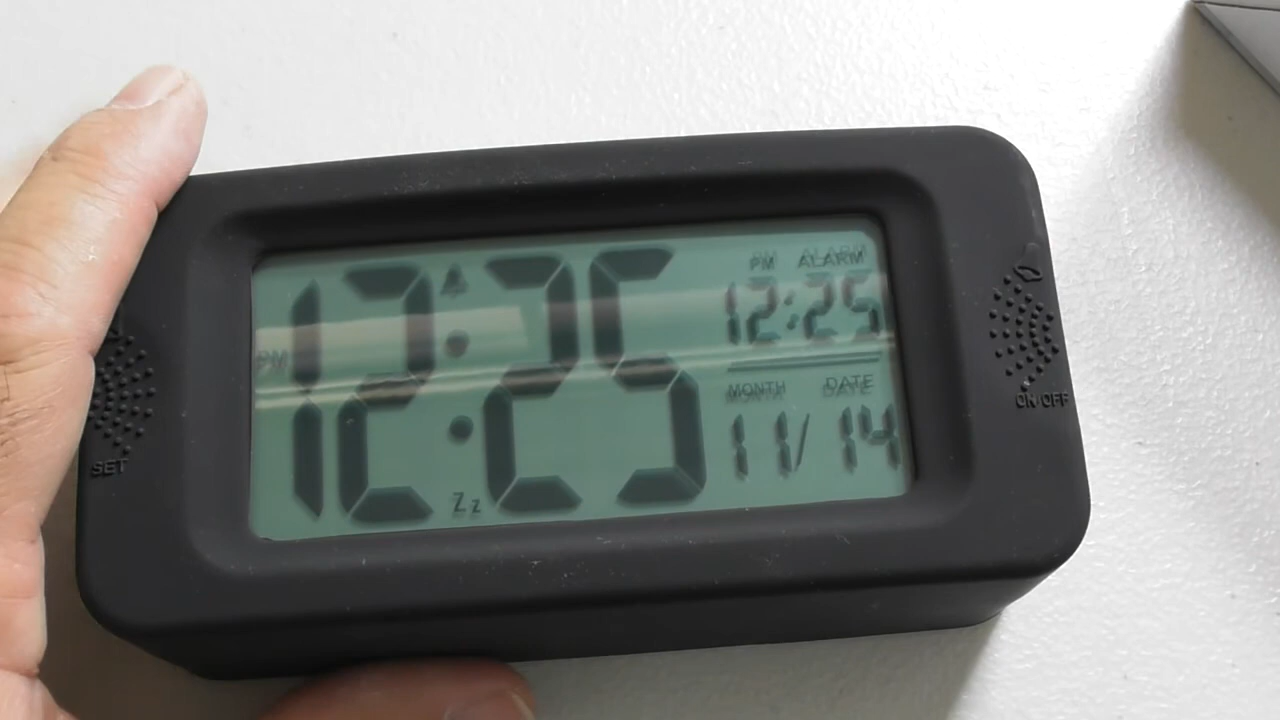 PM 12:25
Zz
PM ALARM
12:25
MONTH DATE
11/14
SET
ON/OFF